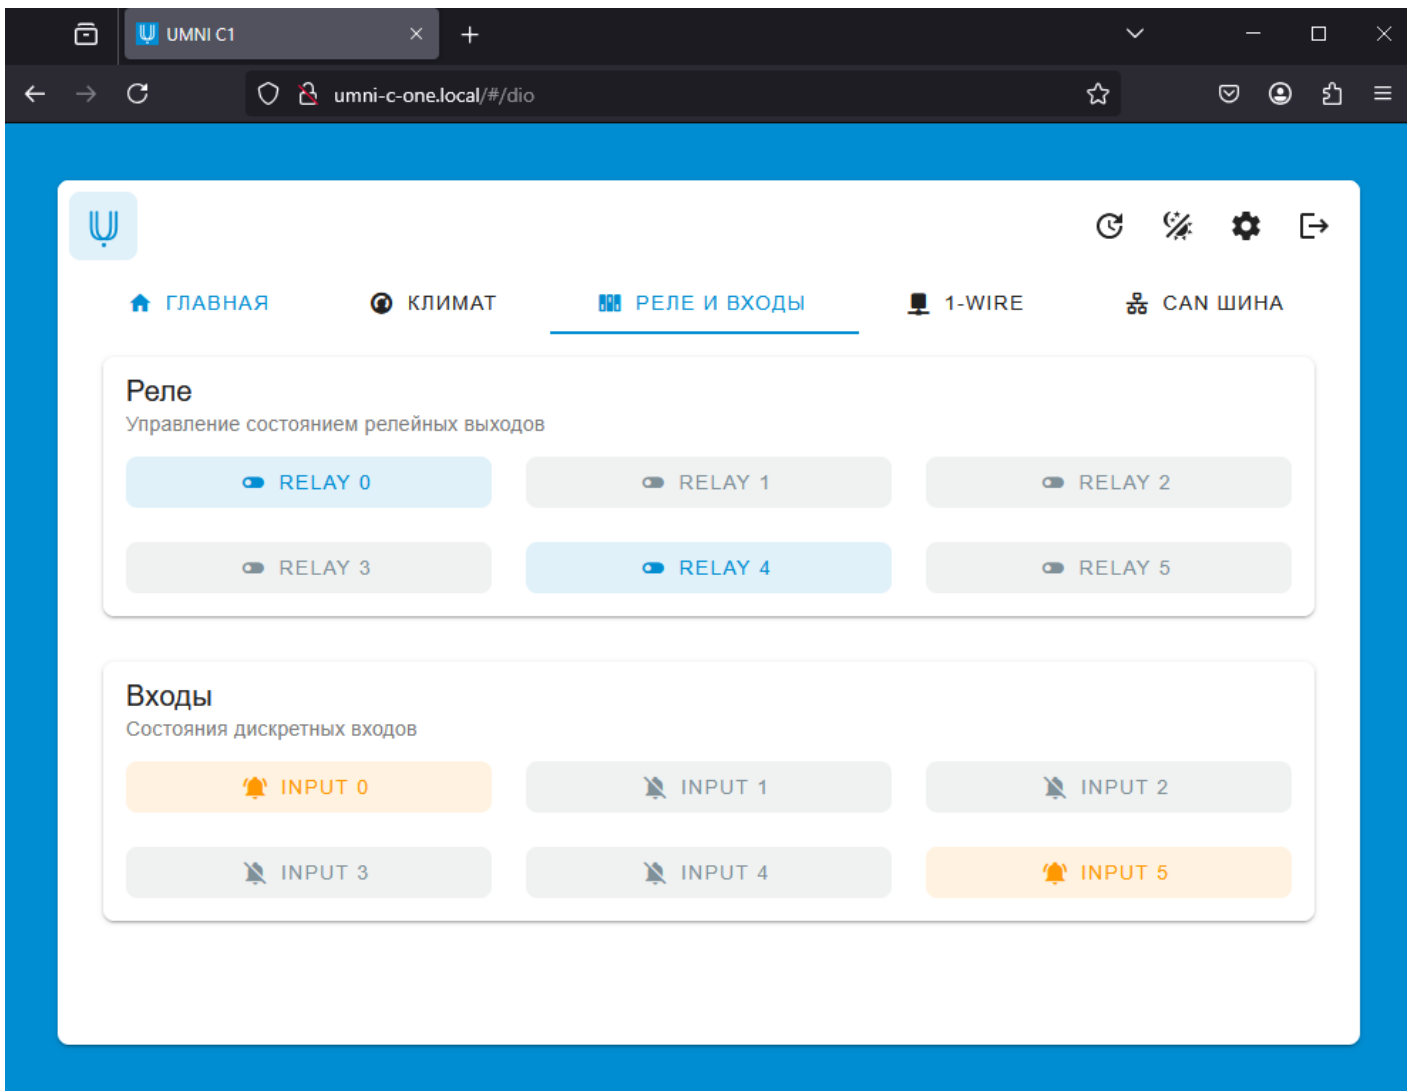 UMNI C1
umni-c-one.local/#/dio
ГЛАВНАЯ КЛИМАТ РЕЛЕ И ВХОДЫ 1-WIRE CAN ШИНА
Реле
Управление состоянием релейных выходов
RELAY 0 RELAY 1 RELAY 2
RELAY 3 RELAY 4 RELAY 5
Входы
Состояния дискретных входов
INPUT 0 INPUT 1 INPUT 2
INPUT 3 INPUT 4 INPUT 5